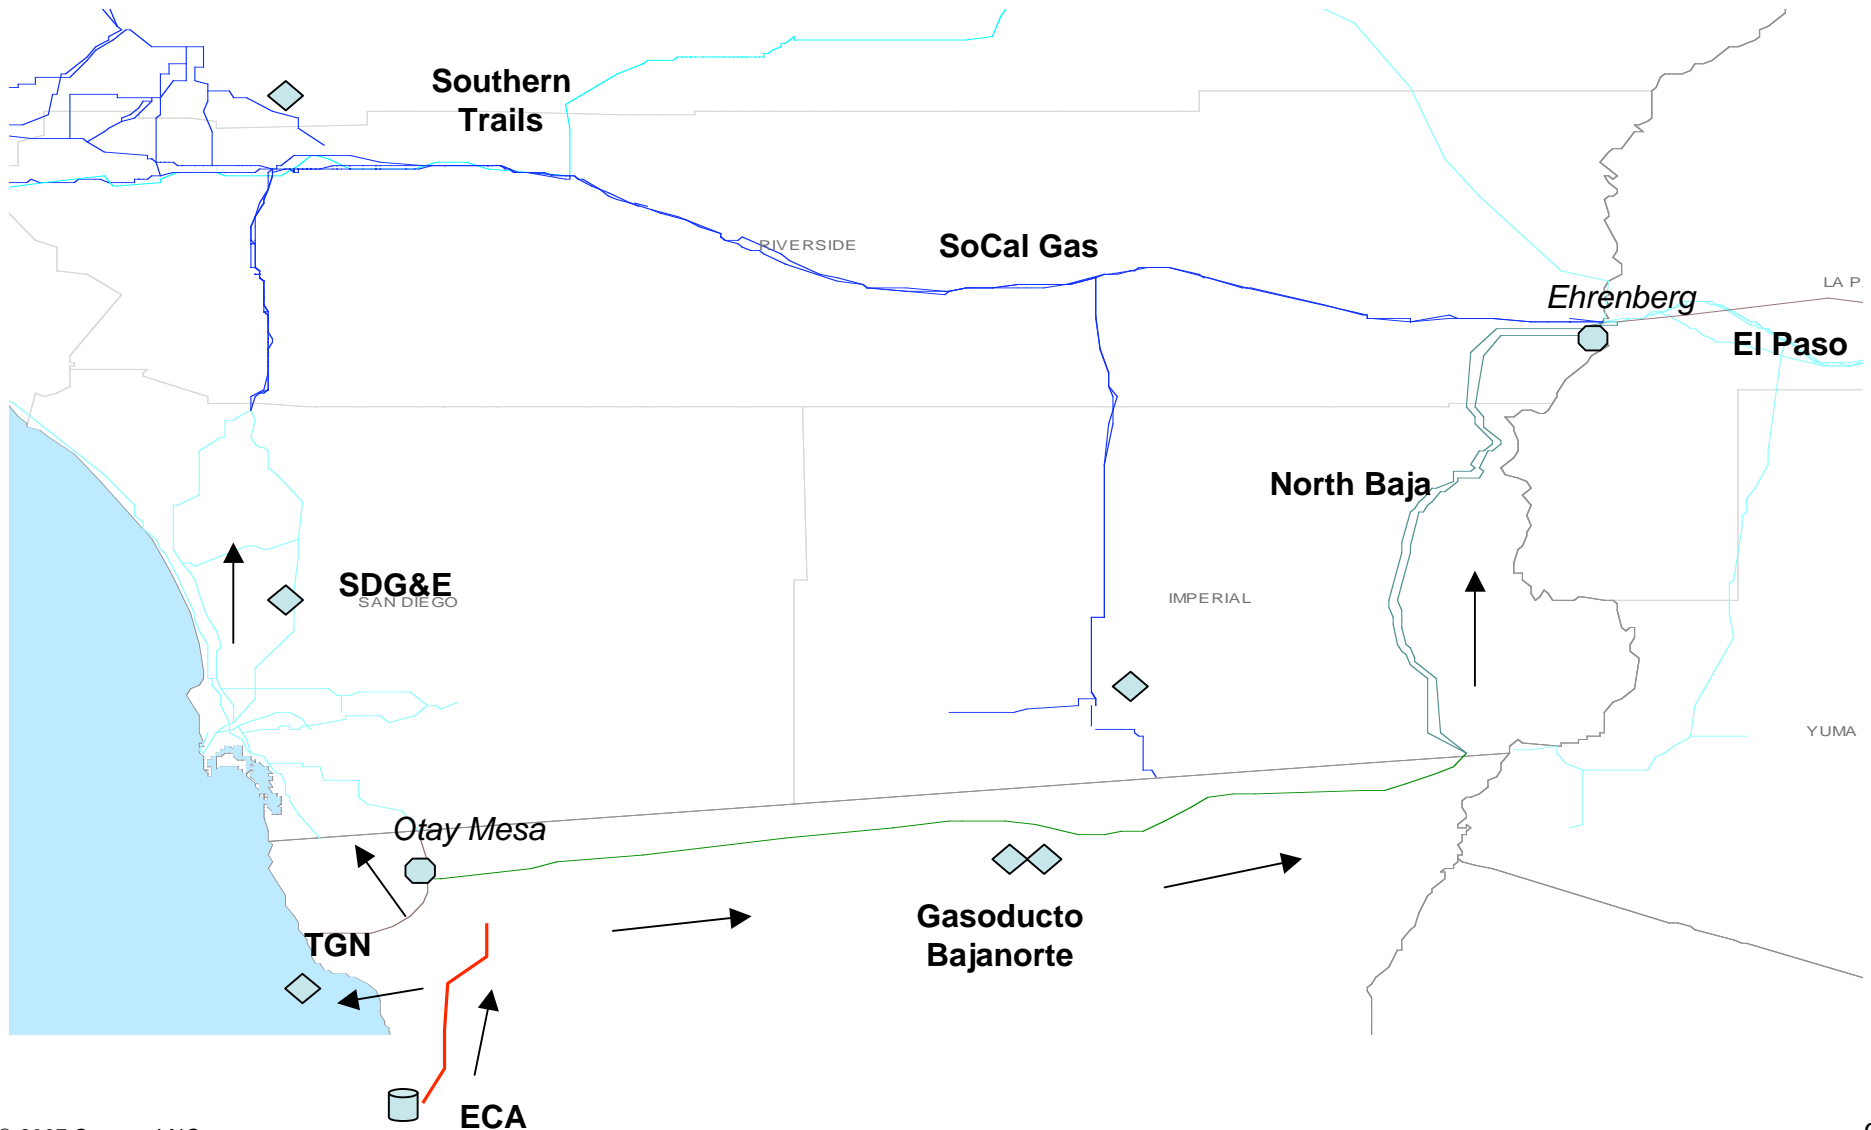 Southern
Trails
RIVERSIDE
SoCal Gas
Ehrenberg
LA P
El Paso
North Baja
SDG&E
SAN DIEGO
IMPERIAL
YUMA
Otay Mesa
Gasoducto
Bajanorte
TGN
ECA